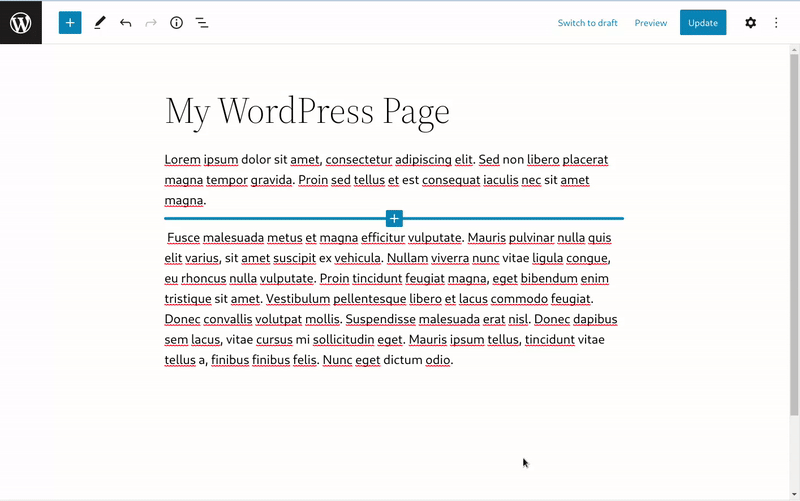 Switch to draft Preview Update
My WordPress Page
Lorem ipsum dolor sit amet, consectetur adipiscing elit. Sed non libero placerat
magna tempor gravida. Proin sed tellus et est consequat iaculis nec sit amet
magna.
Fusce malesuada metus et magna efficitur vulputate. Mauris pulvinar nulla quis
elit varius, sit amet suscipit ex vehicula. Nullam viverra nunc vitae ligula congue,
eu rhoncus nulla vulputate. Proin tincidunt feugiat magna, eget bibendum enim
tristique sit amet. Vestibulum pellentesque libero et lacus commodo feugiat.
Donec convallis volutpat mollis. Suspendisse malesuada erat nisl. Donec dapibus
sem lacus, vitae cursus mi sollicitudin eget. Mauris ipsum tellus, tincidunt vitae
tellus a, finibus finibus felis. Nunc eget dictum odio.